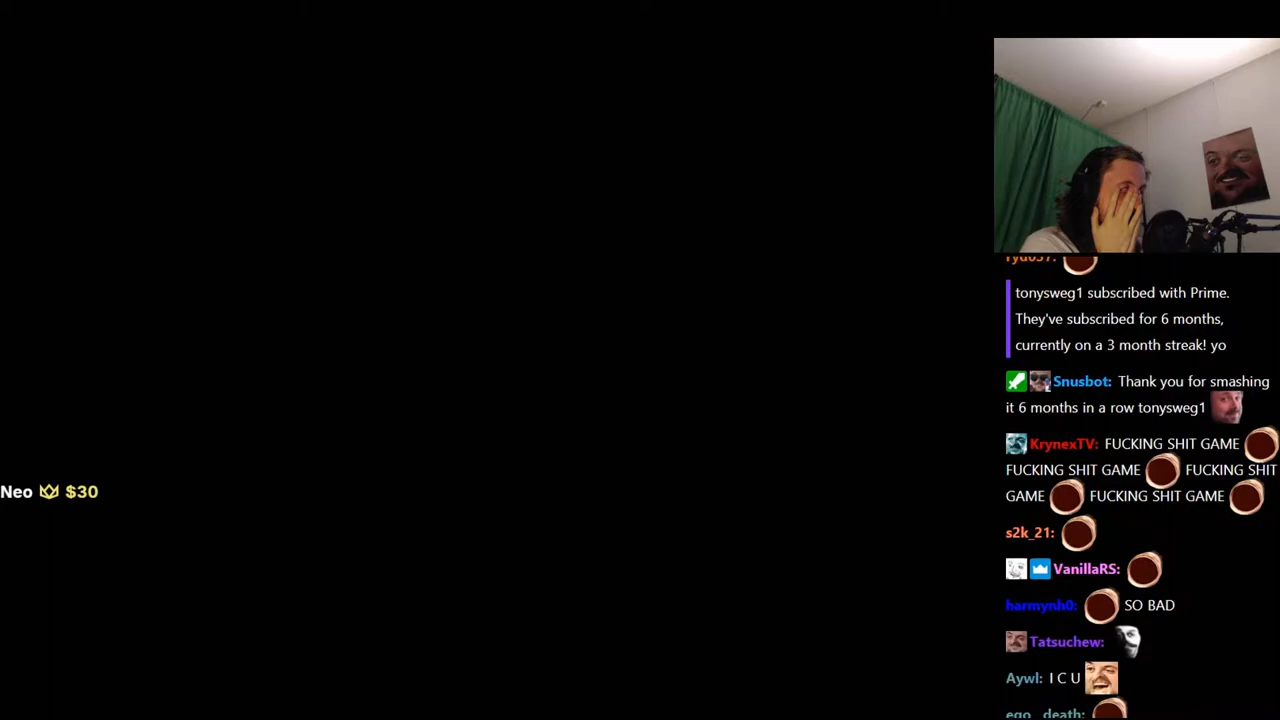 tonysweg1 subscribed with Prime.
They've subscribed for 6 months,
currently on a 3 month streak! yo
Snusbot: Thank you for smashing
it 6 months in a row tonysweg1
KrynexTV: FUCKING SHIT GAME
FUCKING SHIT GAME FUCKING SHIT
GAME FUCKING SHIT GAME
Neo $30
s2k_21:
VanillaRS:
harmynh0: SO BAD
Tatsuchew:
Aywl: I C U
ego_death: